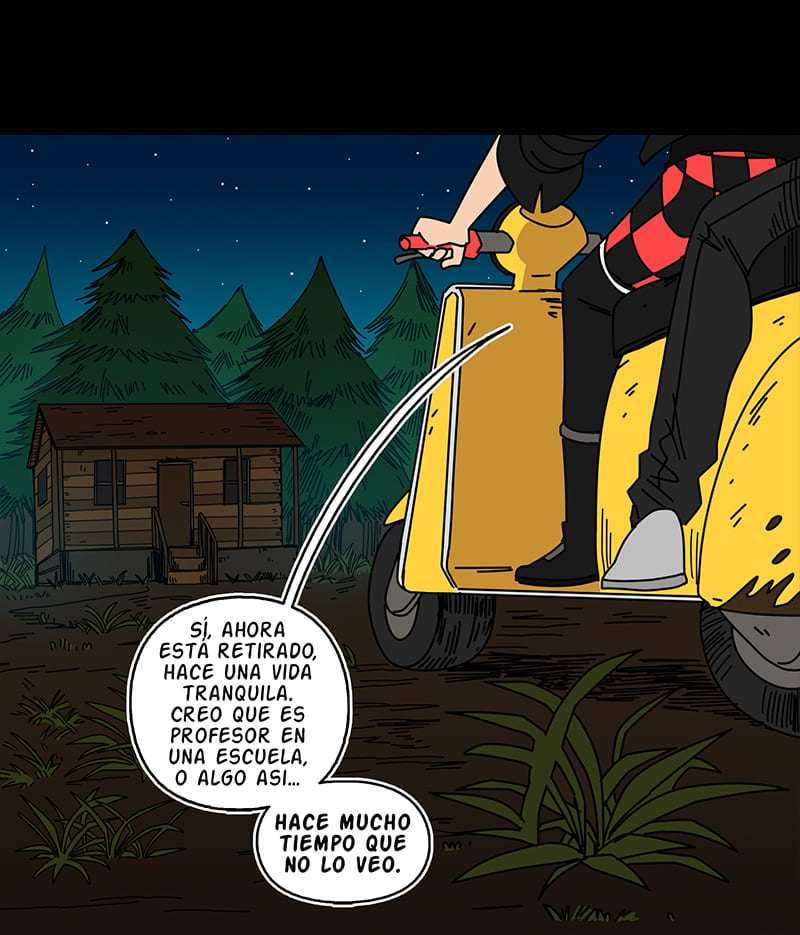 SÍ, AHORA
ESTÁ RETIRADO,
HACE UNA VIDA
TRANQUILA.
CREO QUE ES
PROFESOR EN
UNA ESCUELA,
O ALGO ASI...
HACE MUCHO
TIEMPO QUE
NO LO VEO.